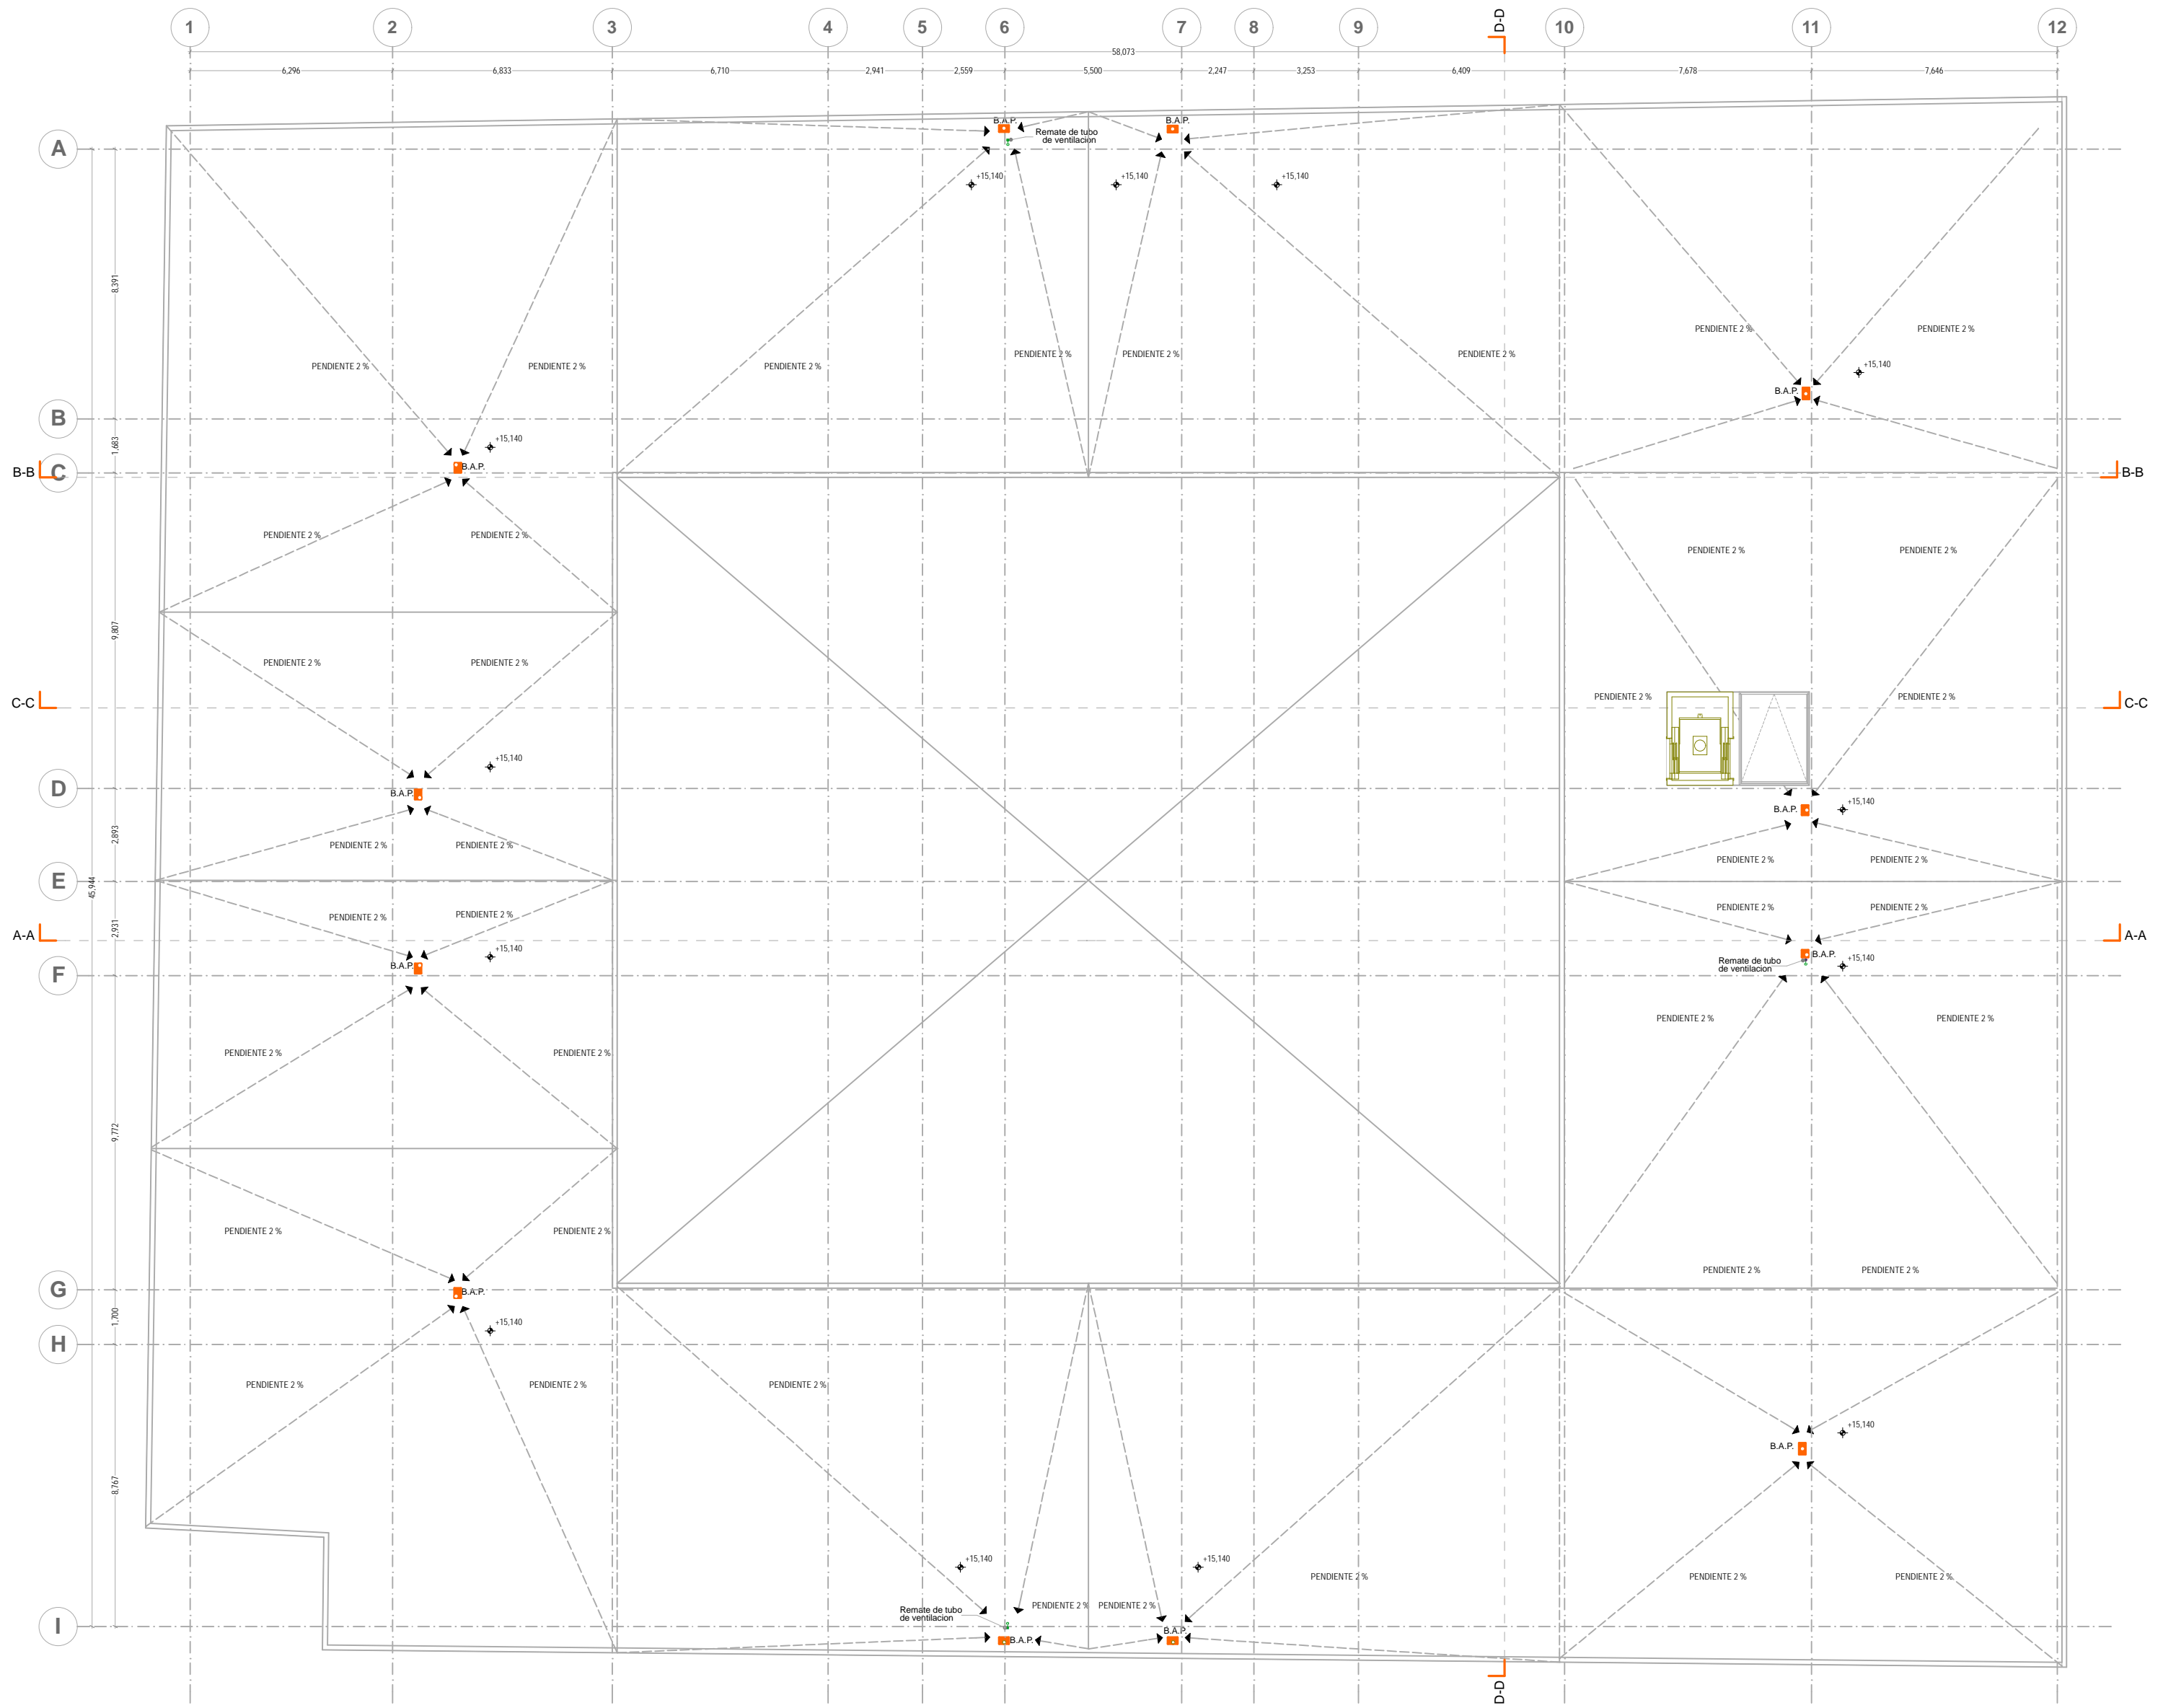 1 2 3 4 5 6 7 8 9 10 11 12
D-D
58,073
6,296 6,833 6,710 2,941 2,559 5,500 2,247 3,253 6,409 7,678 7,646
B.A.P. B.A.P.
Remate de tubo
de ventilacion
A
+15,140 +15,140 +15,140
8,391
PENDIENTE 2 % PENDIENTE 2 %
PENDIENTE 2 % PENDIENTE 2 % PENDIENTE 2 %
PENDIENTE 2 % PENDIENTE 2 % PENDIENTE 2 % PENDIENTE 2 %
+15,140
B.A.P.
B
1,683
+15,140
B.A.P.
B-B C B-B
PENDIENTE 2 % PENDIENTE 2 %
PENDIENTE 2 % PENDIENTE 2 %
9,807
PENDIENTE 2 % PENDIENTE 2 %
PENDIENTE 2 % PENDIENTE 2 %
C-C C-C
+15,140
D
B.A.P.
B.A.P. +15,140
2,893
PENDIENTE 2 % PENDIENTE 2 %
PENDIENTE 2 % PENDIENTE 2 %
E
45,944
PENDIENTE 2 % PENDIENTE 2 %
PENDIENTE 2 % PENDIENTE 2 %
2,931
A-A A-A
+15,140
B.A.P.
B.A.P.
Remate de tubo
de ventilacion
+15,140
F
PENDIENTE 2 % PENDIENTE 2 %
PENDIENTE 2 % PENDIENTE 2 %
9,772
PENDIENTE 2 % PENDIENTE 2 %
PENDIENTE 2 % PENDIENTE 2 %
G
B.A.P.
1,700
+15,140
H
PENDIENTE 2 % PENDIENTE 2 % PENDIENTE 2 %
+15,140
B.A.P.
8,767
+15,140 +15,140
PENDIENTE 2 % PENDIENTE 2 % PENDIENTE 2 %
PENDIENTE 2 % PENDIENTE 2 %
Remate de tubo
de ventilacion
I
B.A.P. B.A.P.
D-D